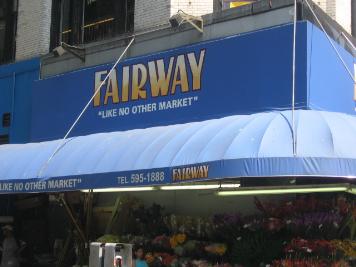 FAIRWAY
"LIKE NO OTHER MARKET"
LIKE NO OTHER MARKET" TEL 595-1888 FAIRWAY